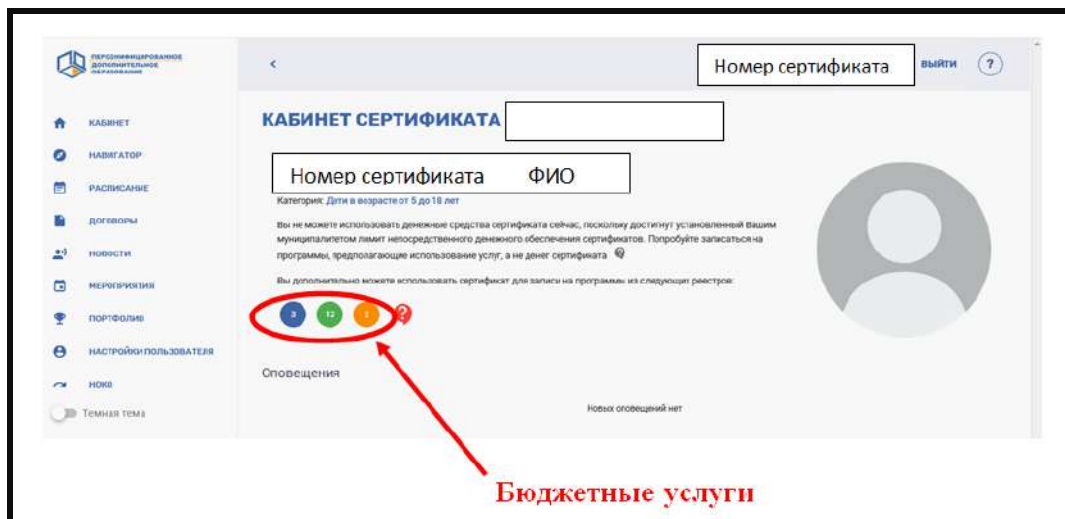 ПЕРСОНИФИЦИРОВАННОЕ
ДОПОЛНИТЕЛЬНОЕ
ОБРАЗОВАНИЕ
<
Номер сертификата
ВЫЙТИ
?
КАБИНЕТ
НАВИГАТОР
РАСПИСАНИЕ
ДОГОВОРЫ
НОВОСТИ
МЕРОПРИЯТИЯ
ПОРТФОЛИО
НАСТРОЙКИ ПОЛЬЗОВАТЕЛЯ
НОКО
Темная тема
КАБИНЕТ СЕРТИФИКАТА
Номер сертификата ФИО
Категория: Дети в возрасте от 5 до 18 лет
Вы не можете использовать денежные средства сертификата сейчас, поскольку достигнут установленный Вашим
муниципалитетом лимит непосредственного денежного обеспечения сертификатов. Попробуйте записаться на
программы, предполагающие использование услуг, а не денег сертификата
Вы дополнительно можете использовать сертификат для записи на программы из следующих реестров:
3 12
Оповещения
Новых оповещений нет
Бюджетные услуги